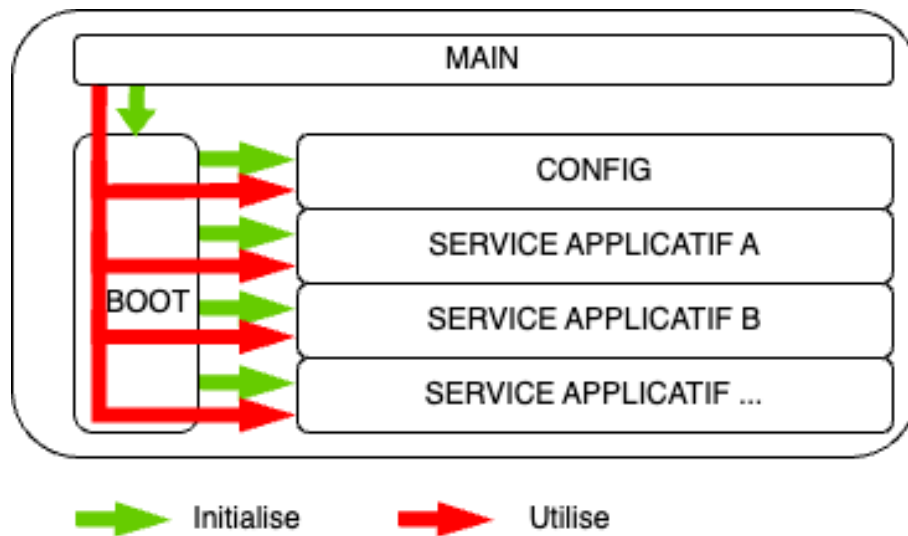 MAIN
CONFIG
SERVICE APPLICATIF A
BOOT
SERVICE APPLICATIF B
SERVICE APPLICATIF ...
Initialise
Utilise